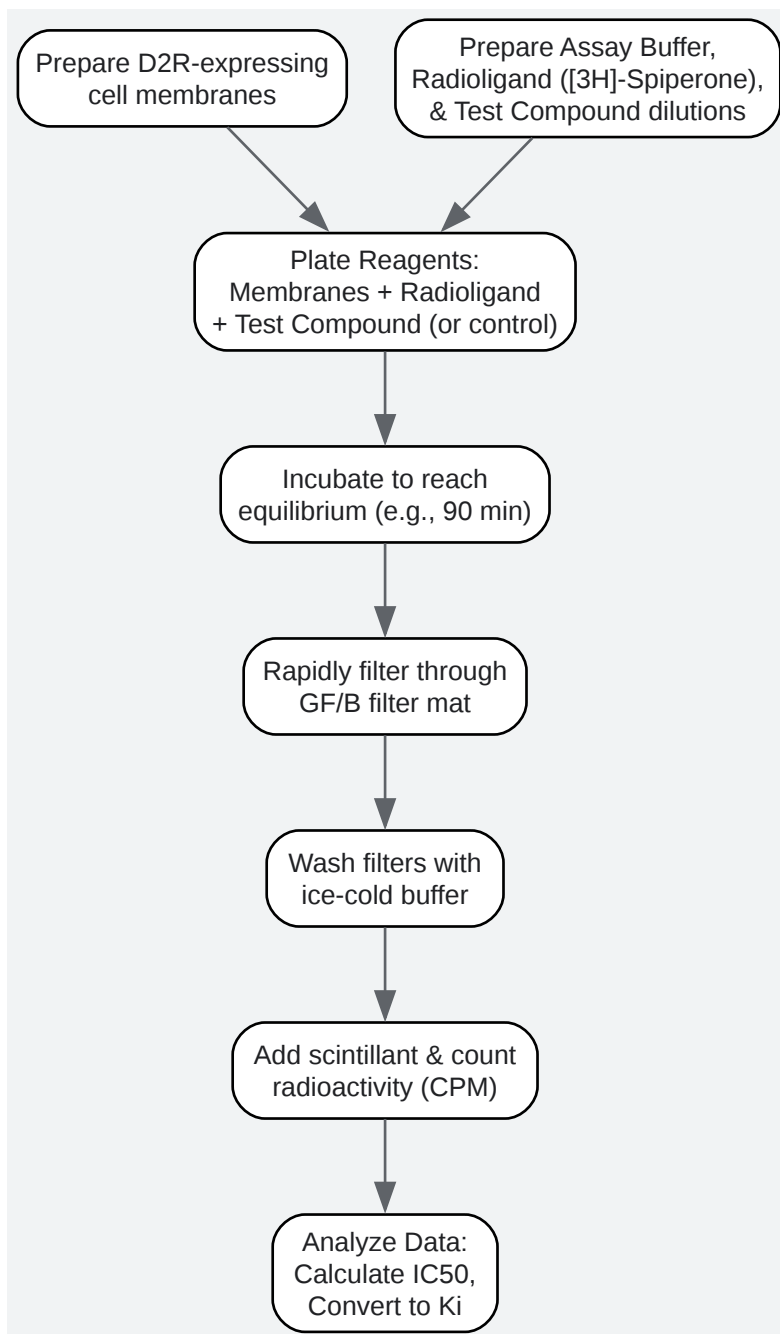 Prepare D2R-expressing
cell membranes
Prepare Assay Buffer,
Radioligand ([3H]-Spiperone),
& Test Compound dilutions
Plate Reagents:
Membranes + Radioligand
+ Test Compound (or control)
Incubate to reach
equilibrium (e.g., 90 min)
Rapidly filter through
GF/B filter mat
Wash filters with
ice-cold buffer
Add scintillant & count
radioactivity (CPM)
Analyze Data:
Calculate IC50,
Convert to Ki